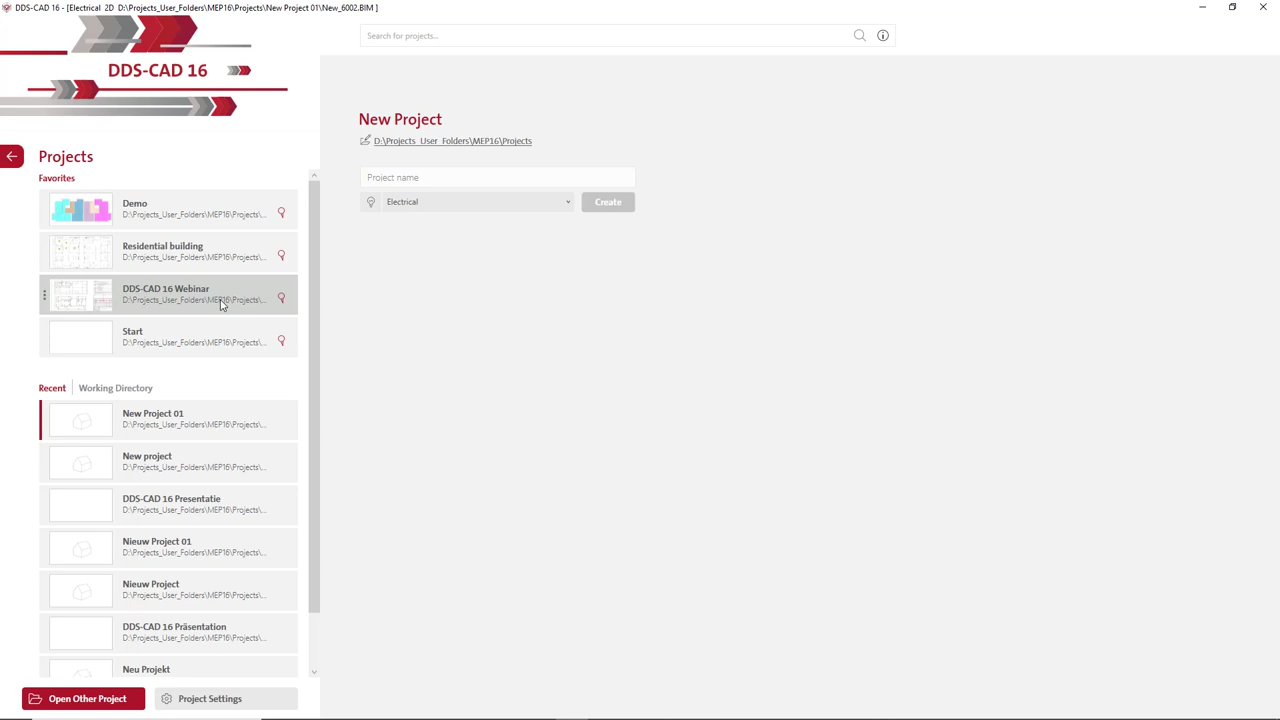 DDS-CAD 16 - [Electrical 2D D:\Projects_User_Folders\MEP16\Projects\New Project 01\New_6002.BIM ]
Search for projects...
DDS-CAD 16
New Project
D:\Projects_User_Folders\MEP16\Projects
Project name
Electrical
Create
Projects
Favorites
Demo
D:\Projects_User_Folders\MEP16\Projects\...
Residential building
D:\Projects_User_Folders\MEP16\Projects\...
DDS-CAD 16 Webinar
D:\Projects_User_Folders\MEP16\Projects\...
Start
D:\Projects_User_Folders\MEP16\Projects\...
Recent
Working Directory
New Project 01
D:\Projects_User_Folders\MEP16\Projects\...
New project
D:\Projects_User_Folders\MEP16\Projects\...
DDS-CAD 16 Presentatie
D:\Projects_User_Folders\MEP16\Projects\...
Nieuw Project 01
D:\Projects_User_Folders\MEP16\Projects\...
Nieuw Project
D:\Projects_User_Folders\MEP16\Projects\...
DDS-CAD 16 Präsentation
D:\Projects_User_Folders\MEP16\Projects\...
Neu Projekt
Open Other Project
Project Settings